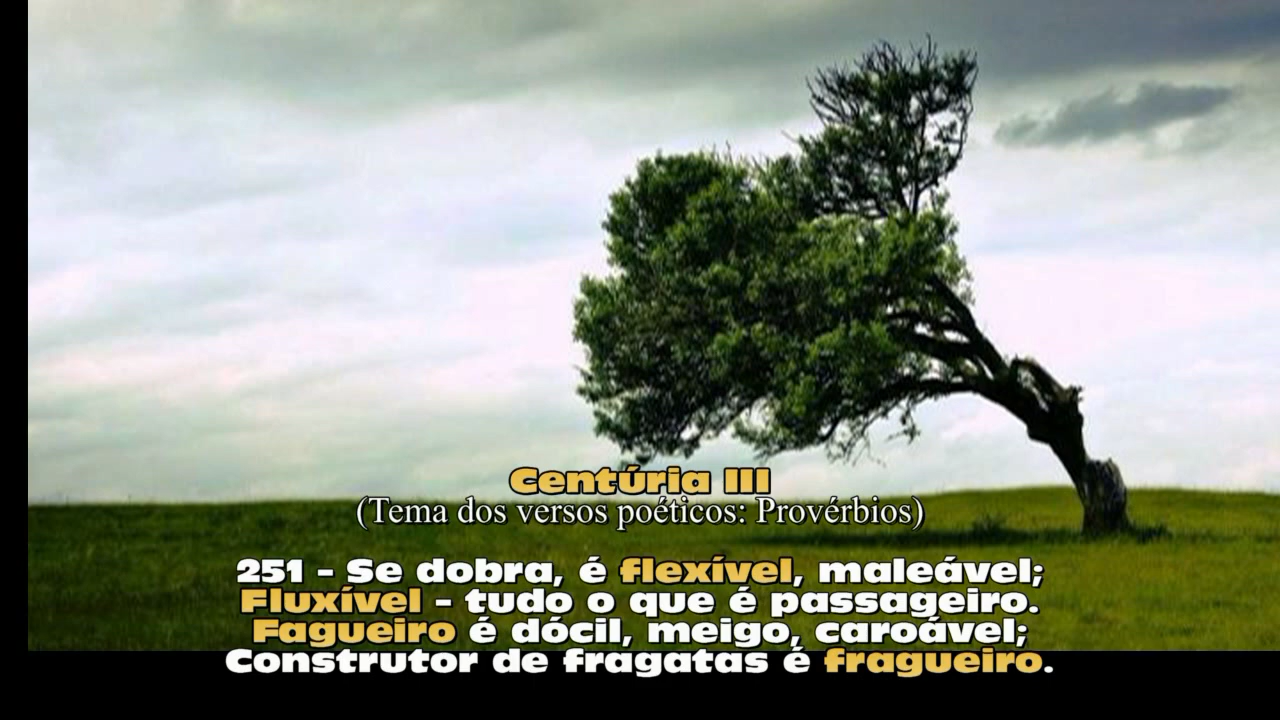 Centúria III
(Tema dos versos poéticos: Provérbios)
251 - Se dobra, é flexível, maleável;
Fluxível - tudo o que é passageiro.
Fagueiro é dócil, meigo, caroável;
Construtor de fragatas é fragueiro.